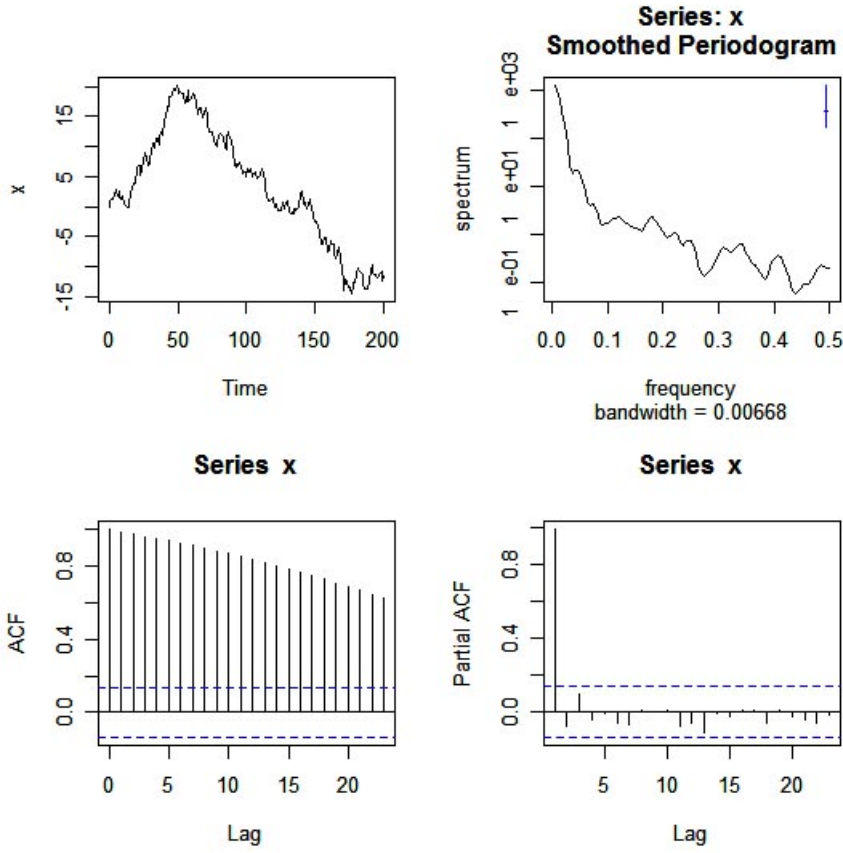 x
15
5
-5
-15
0 50 100 150 200
Time
Series: x
Smoothed Periodogram
spectrum
1 e-01 1 e+01 1 e+03
0.0 0.1 0.2 0.3 0.4 0.5
frequency
bandwidth = 0.00668
Series x
ACF
0.8
0.4
0.0
0 5 10 15 20
Lag
Series x
Partial ACF
0.8
0.4
0.0
5 10 15 20
Lag